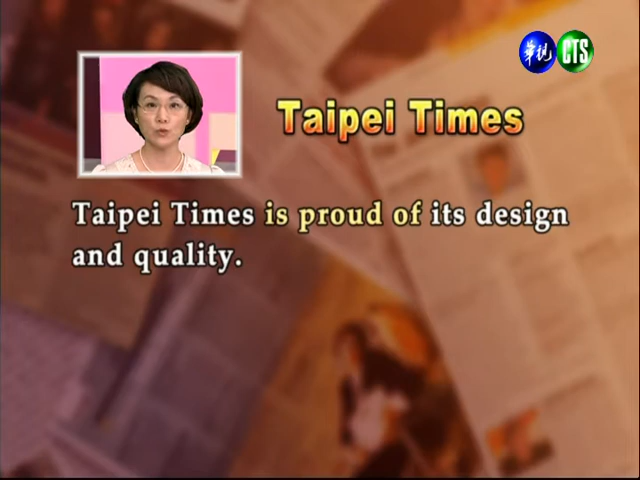 華視 CTS
Taipei Times
Taipei Times is proud of its design
and quality.